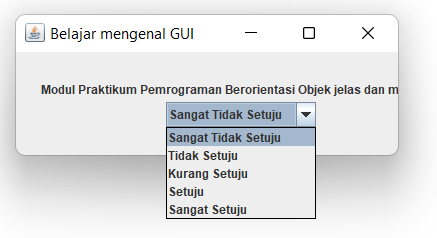 Belajar mengenal GUI
Modul Praktikum Pemrograman Berorientasi Objek jelas dan m
Sangat Tidak Setuju
Sangat Tidak Setuju
Tidak Setuju
Kurang Setuju
Setuju
Sangat Setuju